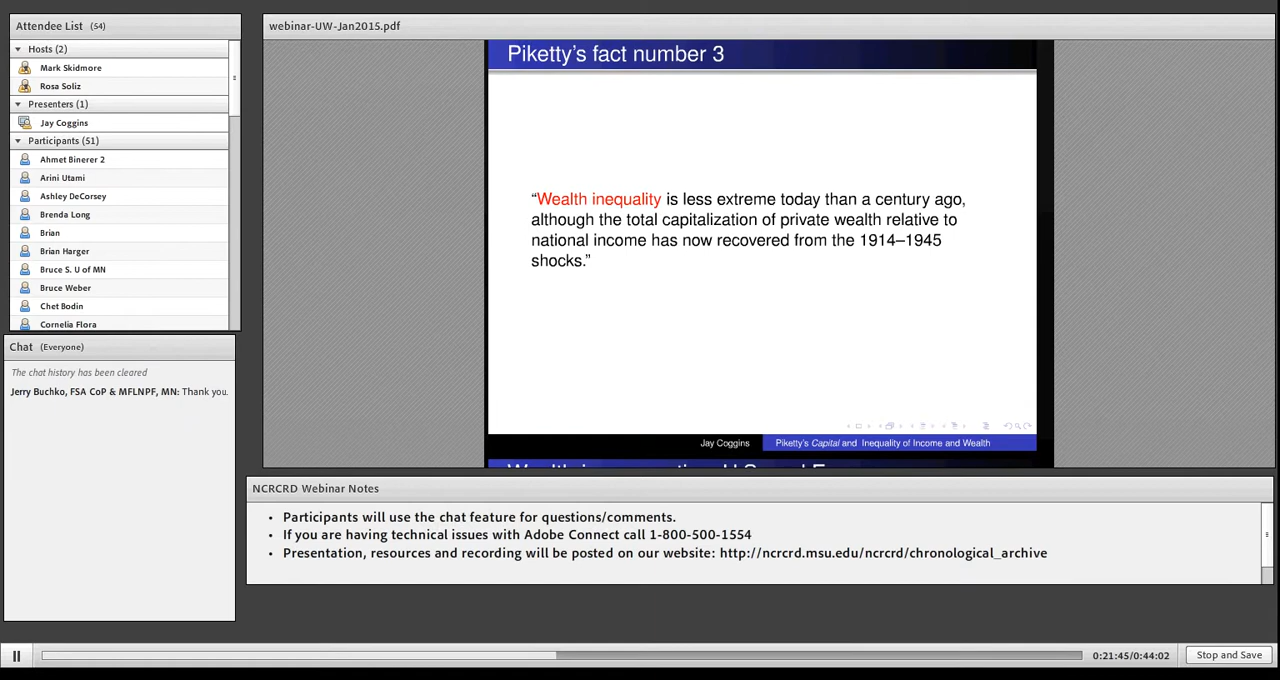 Attendee List (54)
Hosts (2)
Mark Skidmore
Rosa Soliz
Presenters (1)
Jay Coggins
Participants (51)
Ahmet Binerer 2
Arini Utami
Ashley DeCorsey
Brenda Long
Brian
Brian Harger
Bruce S. U of MN
Bruce Weber
Chet Bodin
Cornelia Flora
Chat (Everyone)
The chat history has been cleared
Jerry Buchko, FSA CoP & MFLNPF, MN: Thank you.
webinar-UW-Jan2015.pdf
Piketty's fact number 3
“Wealth inequality is less extreme today than a century ago,
although the total capitalization of private wealth relative to
national income has now recovered from the 1914–1945
shocks.”
Jay Coggins
Piketty's Capital and Inequality of Income and Wealth
NCRCRD Webinar Notes
• Participants will use the chat feature for questions/comments.
• If you are having technical issues with Adobe Connect call 1-800-500-1554
• Presentation, resources and recording will be posted on our website: http://ncrcrd.msu.edu/ncrcrd/chronological_archive
0:21:45/0:44:02
Stop and Save